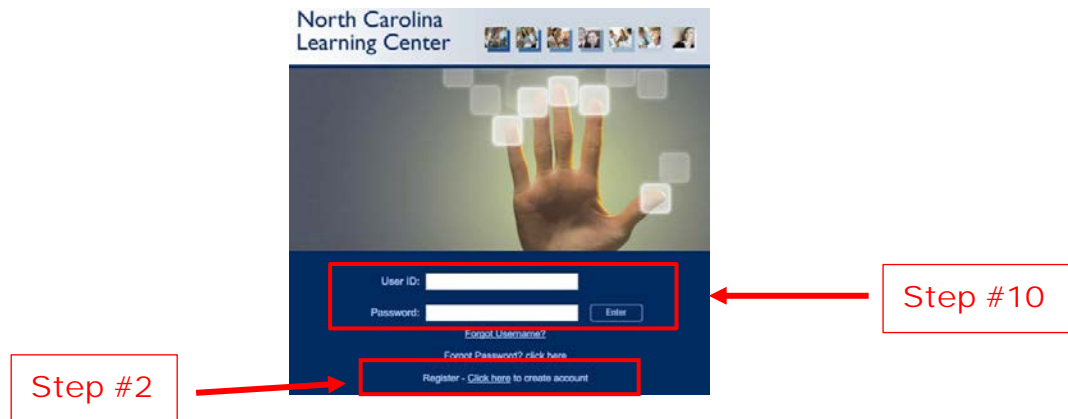 North Carolina
Learning Center
User ID:
Step #10
Password:
Enter
Forgot Username?
Forgot Password? click here
Step #2
Register - Click here to create account